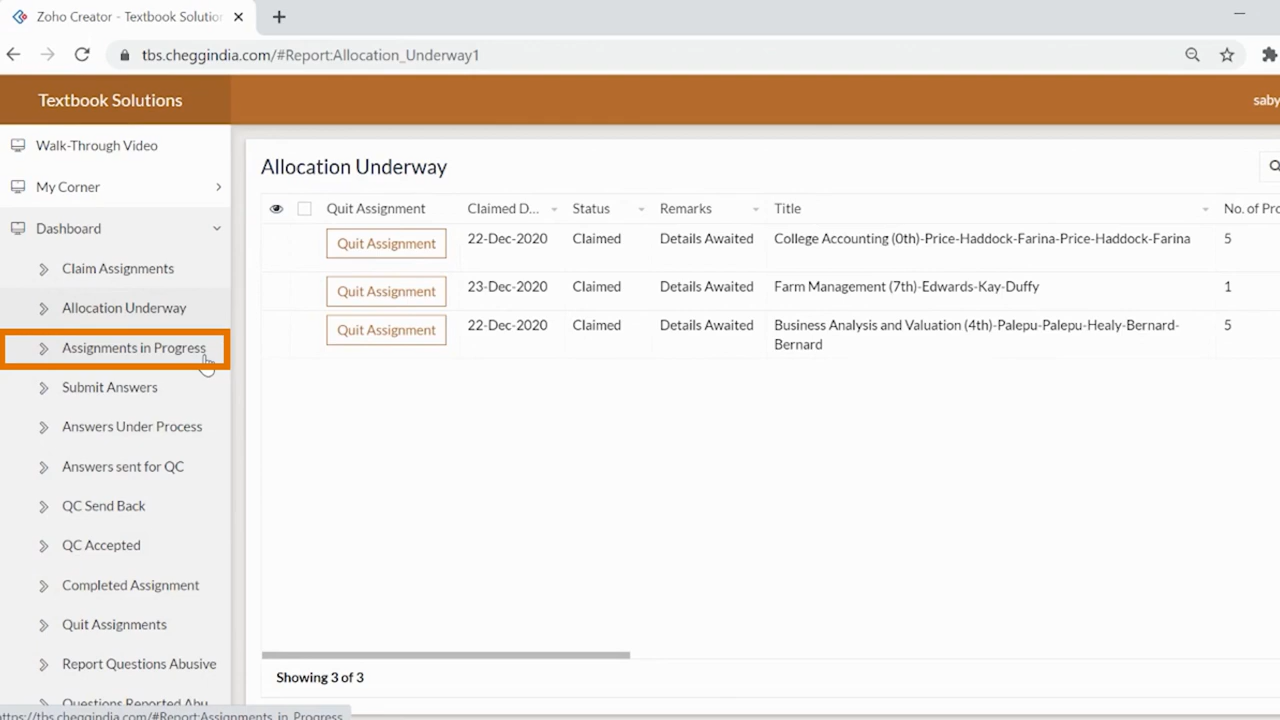 Zoho Creator - Textbook Solutio
tbs.cheggindia.com/#Report:Allocation_Underway1
Textbook Solutions
saby
Walk-Through Video
My Corner
Dashboard
Claim Assignments
Allocation Underway
Assignments in Progress
Submit Answers
Answers Under Process
Answers sent for QC
QC Send Back
QC Accepted
Completed Assignment
Quit Assignments
Report Questions Abusive
Questions Reported Abu
Allocation Underway
Quit Assignment Claimed D... Status Remarks Title No. of Pro
Quit Assignment 22-Dec-2020 Claimed Details Awaited College Accounting (0th)-Price-Haddock-Farina-Price-Haddock-Farina 5
Quit Assignment 23-Dec-2020 Claimed Details Awaited Farm Management (7th)-Edwards-Kay-Duffy 1
Quit Assignment 22-Dec-2020 Claimed Details Awaited Business Analysis and Valuation (4th)-Palepu-Palepu-Healy-Bernard- 5
Bernard
Showing 3 of 3
https://tbs.cheggindia.com/#Report:Assignments_in_Progress